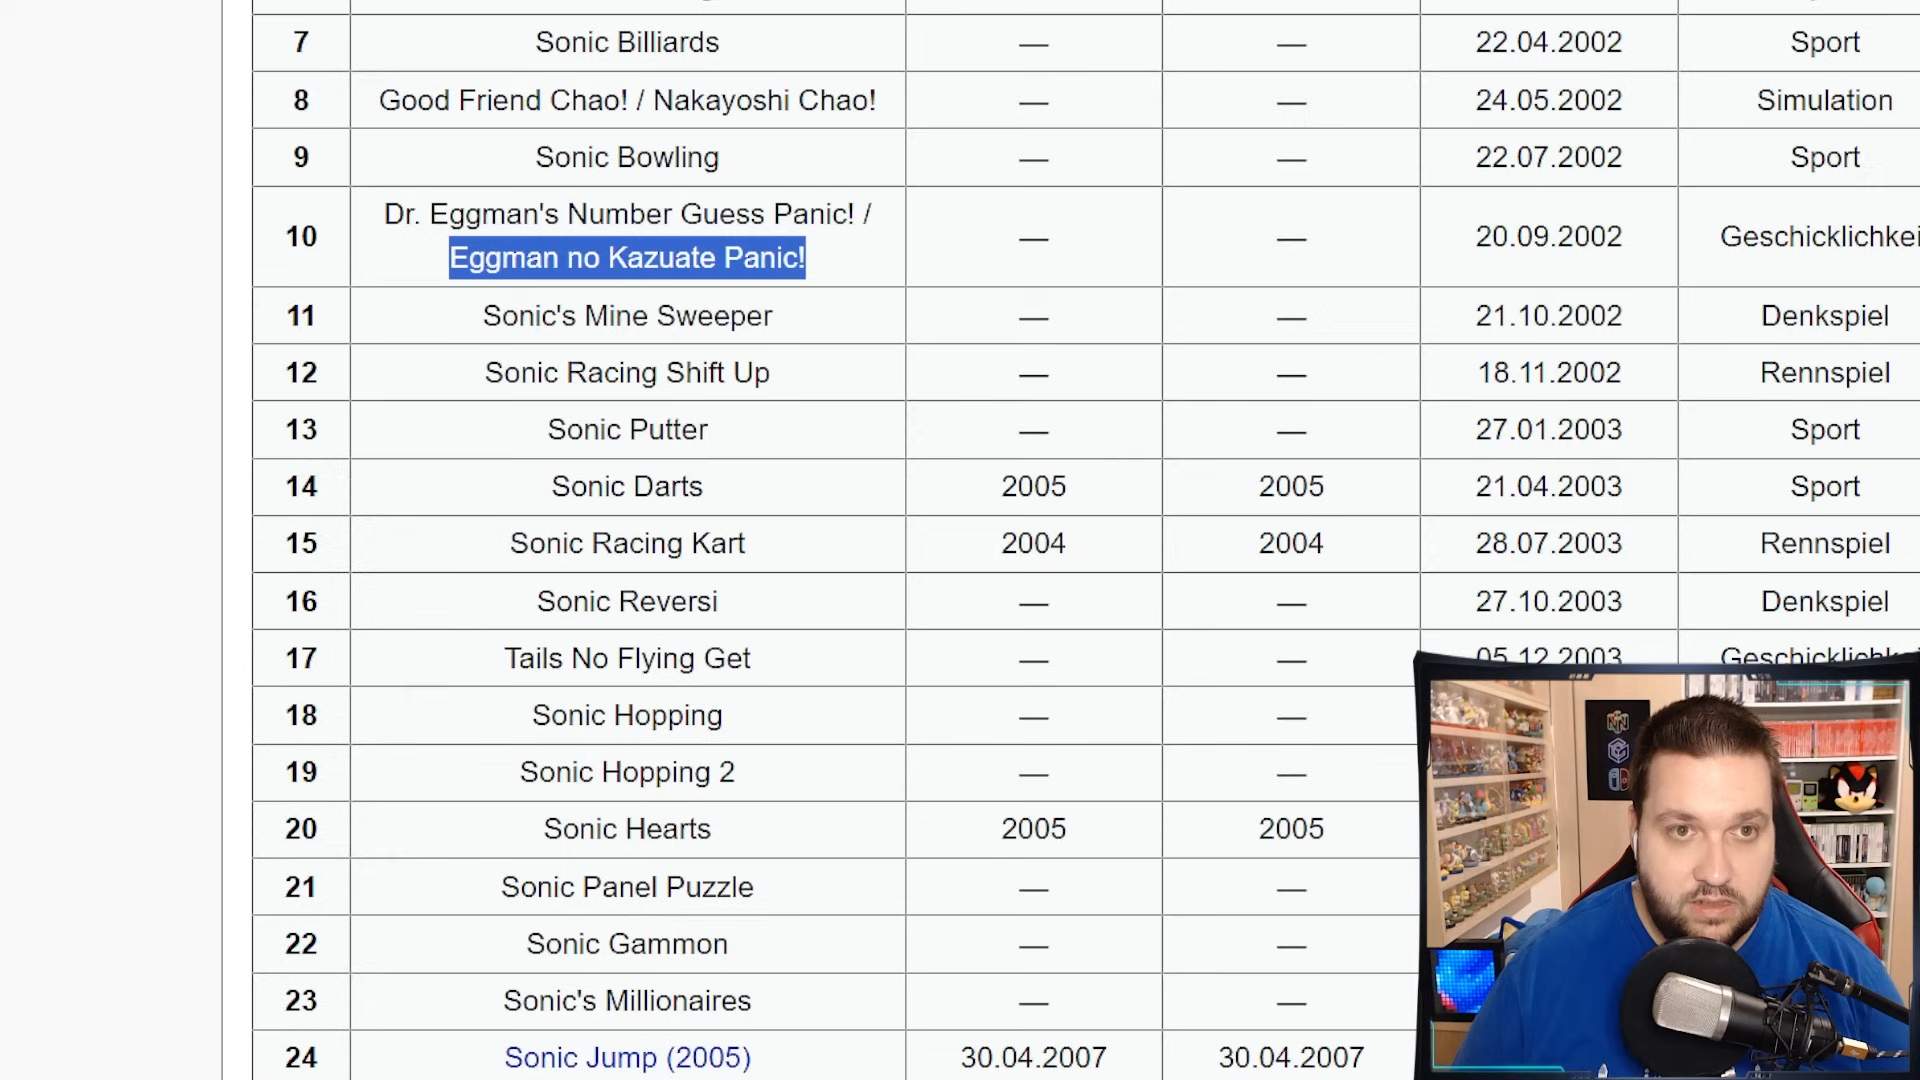 7 Sonic Billiards — — 22.04.2002 Sport
8 Good Friend Chao! / Nakayoshi Chao! — — 24.05.2002 Simulation
9 Sonic Bowling — — 22.07.2002 Sport
10 Dr. Eggman's Number Guess Panic! /
Eggman no Kazuate Panic! — — 20.09.2002 Geschicklichkei
11 Sonic's Mine Sweeper — — 21.10.2002 Denkspiel
12 Sonic Racing Shift Up — — 18.11.2002 Rennspiel
13 Sonic Putter — — 27.01.2003 Sport
14 Sonic Darts 2005 2005 21.04.2003 Sport
15 Sonic Racing Kart 2004 2004 28.07.2003 Rennspiel
16 Sonic Reversi — — 27.10.2003 Denkspiel
17 Tails No Flying Get — — 05.12.2003
18 Sonic Hopping — —
19 Sonic Hopping 2 — —
20 Sonic Hearts 2005 2005
21 Sonic Panel Puzzle — —
22 Sonic Gammon — —
23 Sonic's Millionaires — —
24 Sonic Jump (2005) 30.04.2007 30.04.2007